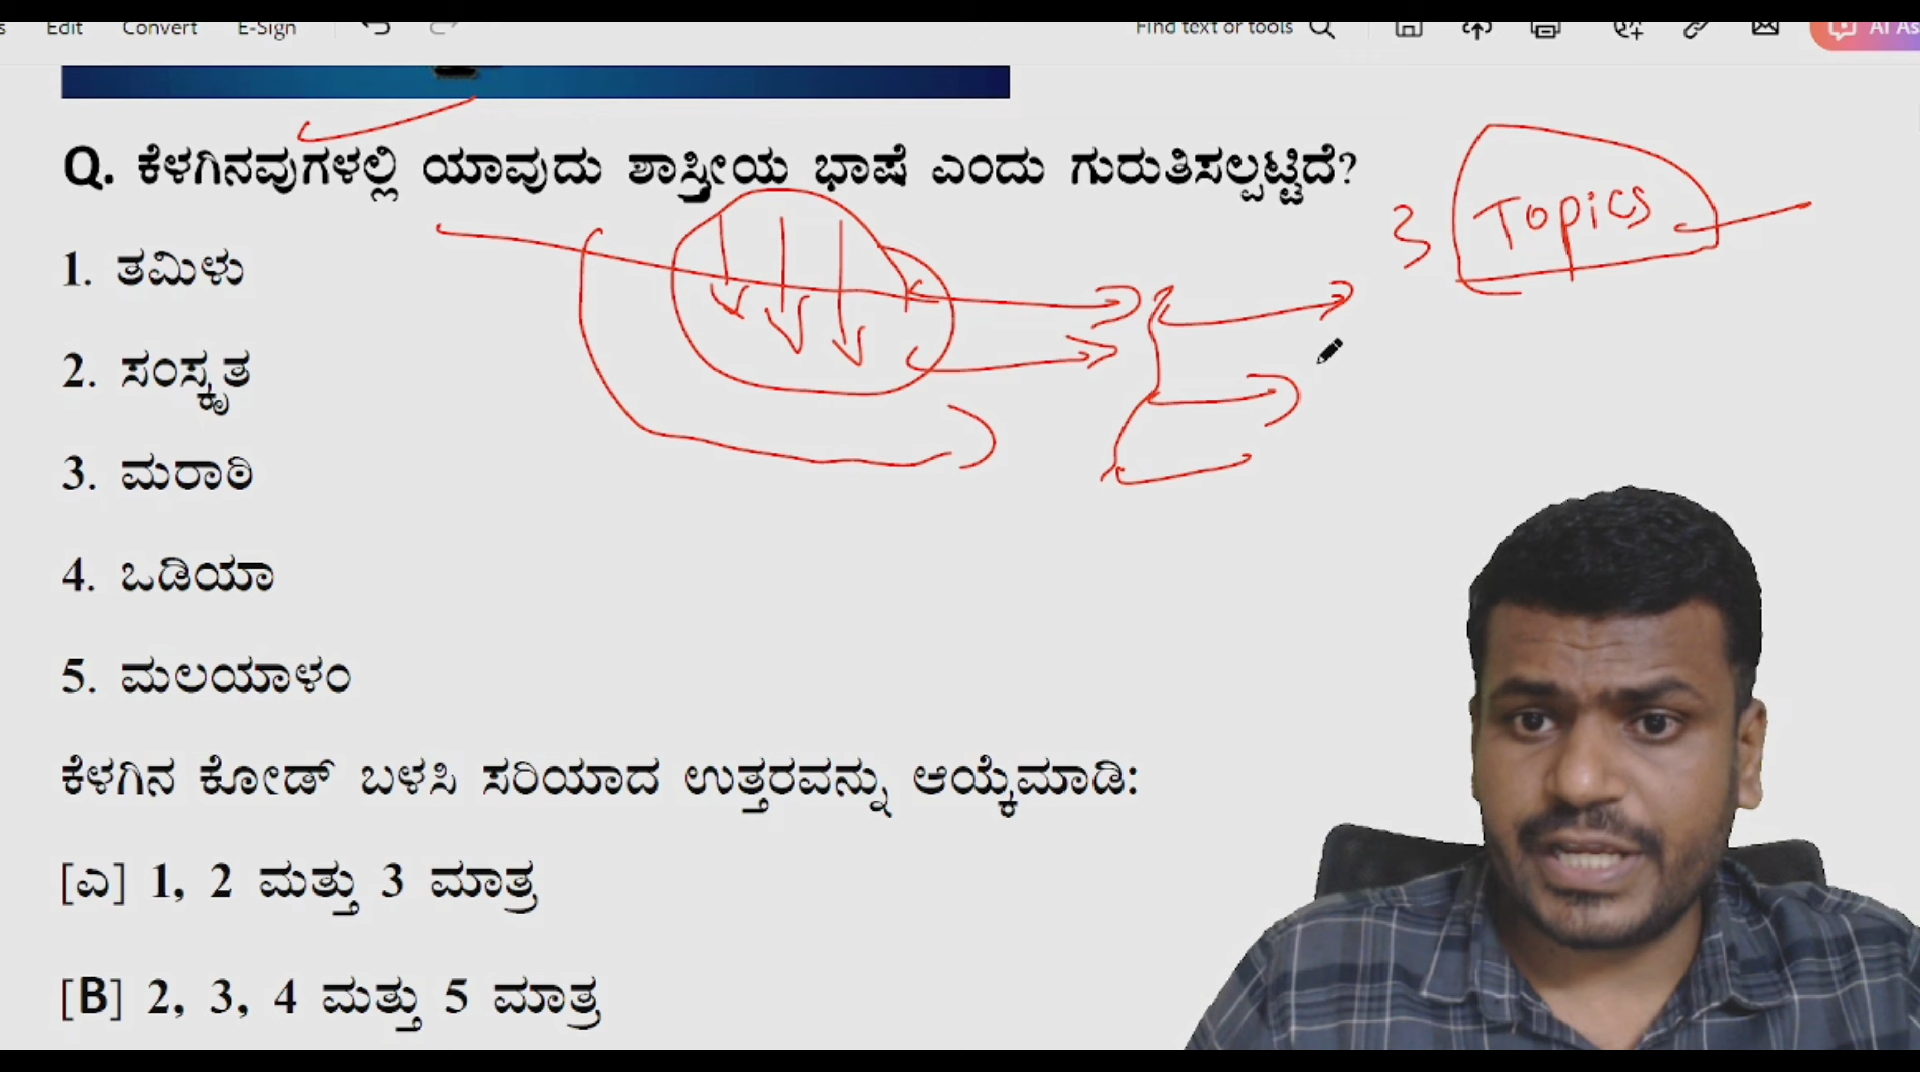 Edit Convert E-Sign Find text or tools
Q. ಕೆಳಗಿನವುಗಳಲ್ಲಿ ಯಾವುದು ಶಾಸ್ತ್ರೀಯ ಭಾಷೆ ಎಂದು ಗುರುತಿಸಲ್ಪಟ್ಟಿದೆ?
3 Topics
1. ತಮಿಳು
2. ಸಂಸ್ಕೃತ
3. ಮರಾಠಿ
4. ಒಡಿಯಾ
5. ಮಲಯಾಳಂ
ಕೆಳಗಿನ ಕೋಡ್ ಬಳಸಿ ಸರಿಯಾದ ಉತ್ತರವನ್ನು ಆಯ್ಕೆಮಾಡಿ:
[ಎ] 1, 2 ಮತ್ತು 3 ಮಾತ್ರ
[B] 2, 3, 4 ಮತ್ತು 5 ಮಾತ್ರ